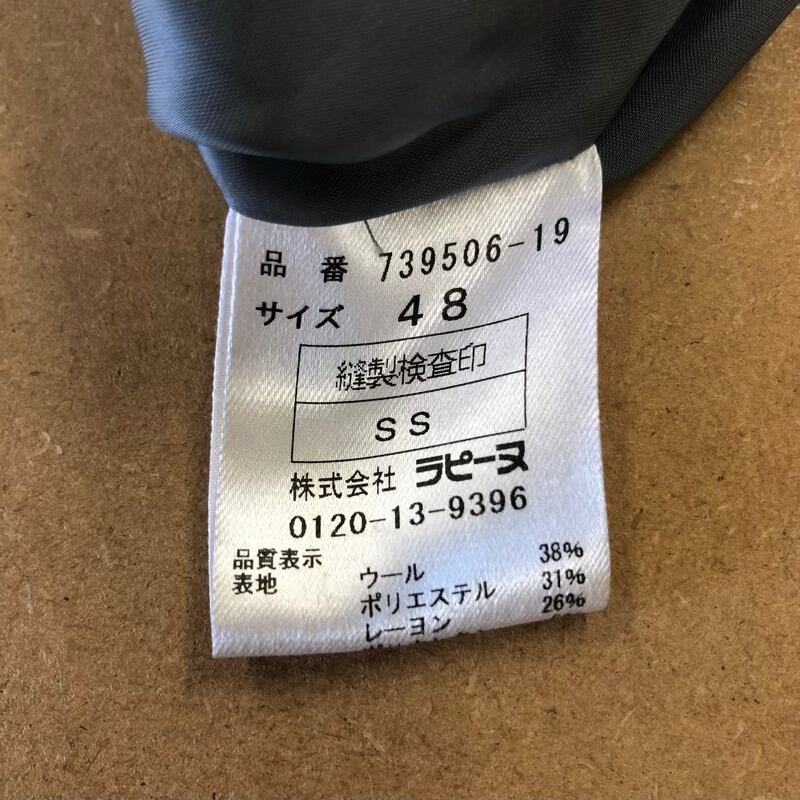 品 番 739506-19
サイズ 48
縫製検査印
SS
株式会社 ラピーヌ
0120-13-9396
品質表示
表地 ウール 38%
ポリエステル 31%
レーヨン 26%